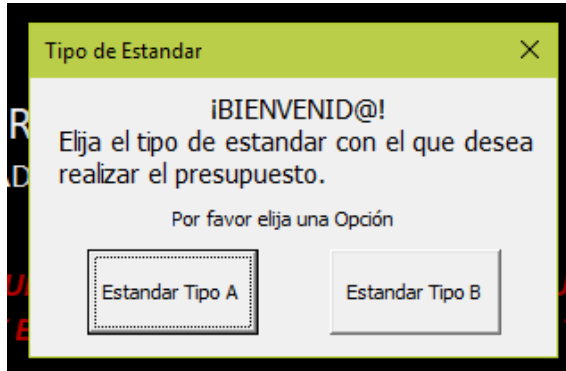 Tipo de Estandar
¡BIENVENID@!
Elija el tipo de estandar con el que desea
realizar el presupuesto.
Por favor elija una Opción
Estandar Tipo A
Estandar Tipo B